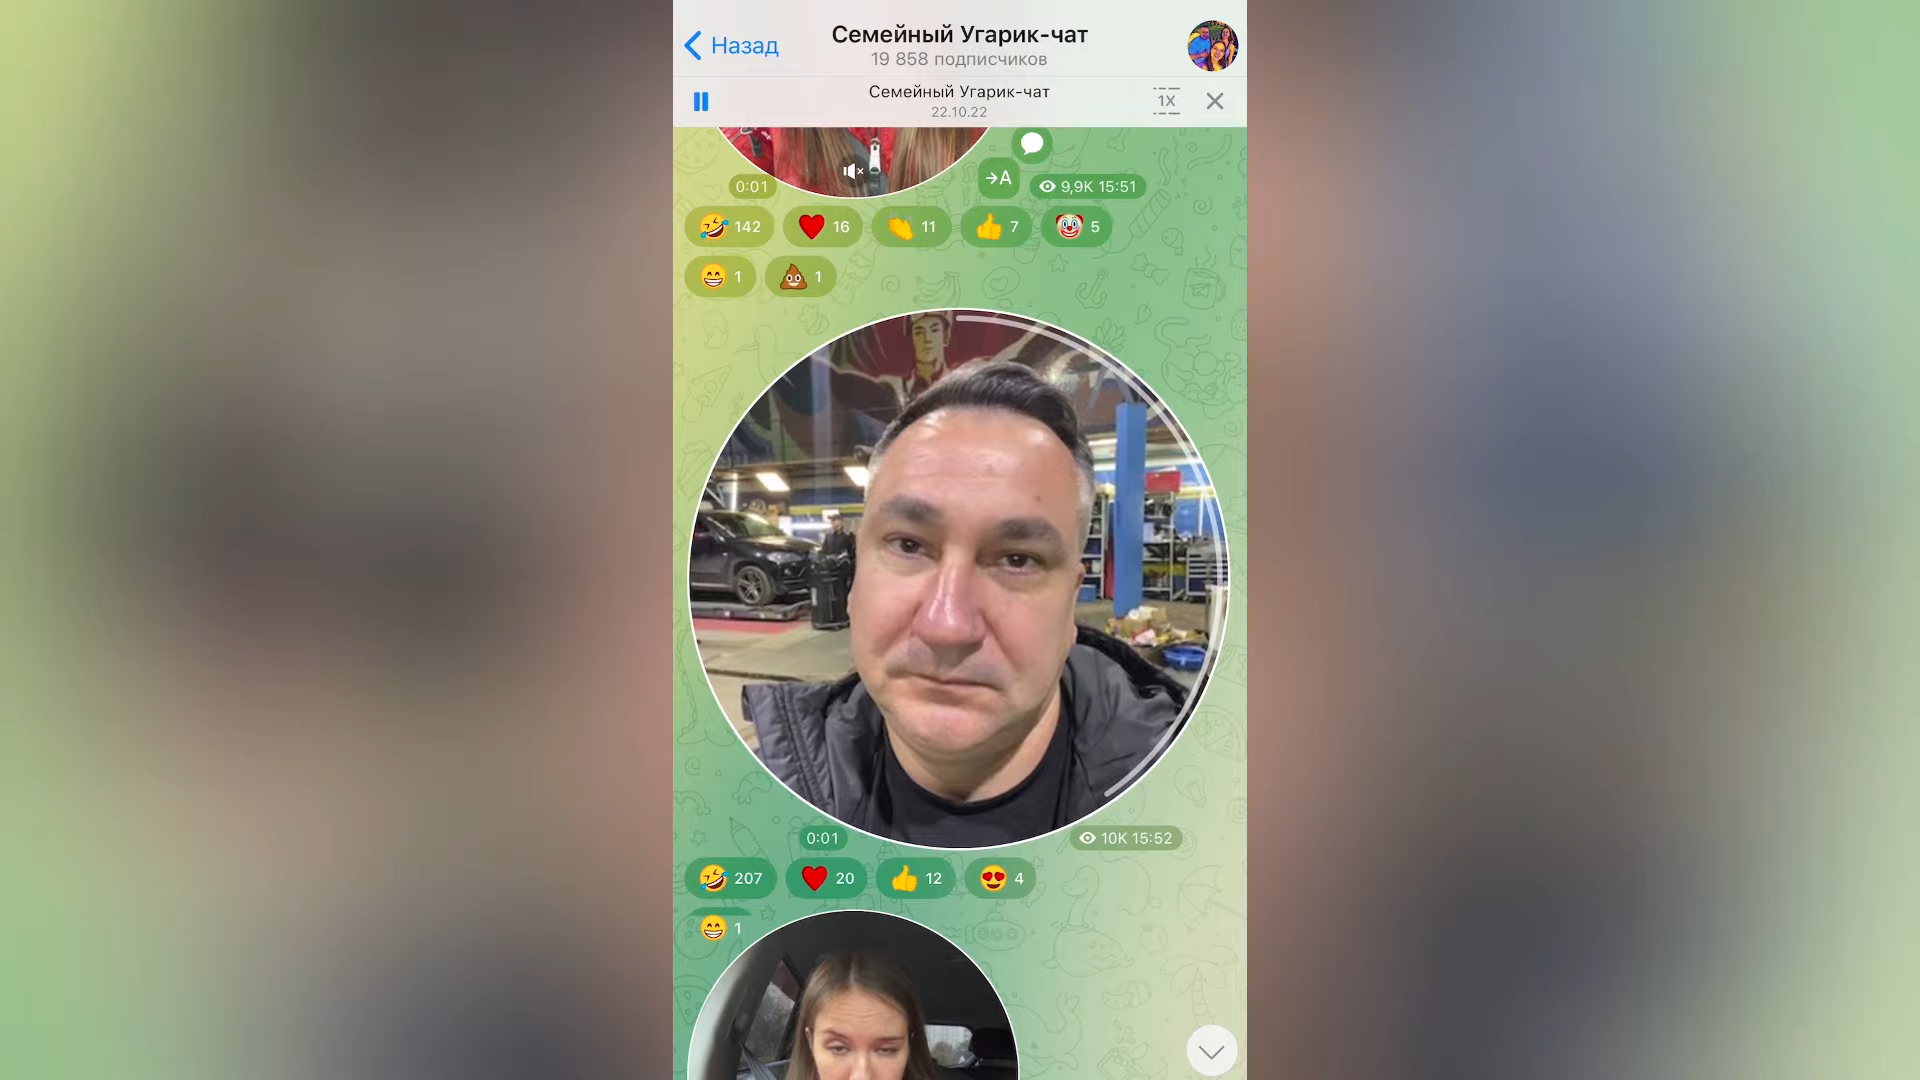 Назад
Семейный Угарик-чат
19 858 подписчиков
Семейный Угарик-чат
22.10.22
1X
0:01
→A
9,9K 15:51
142
16
11
7
5
1
1
0:01
10K 15:52
207
20
12
4
1